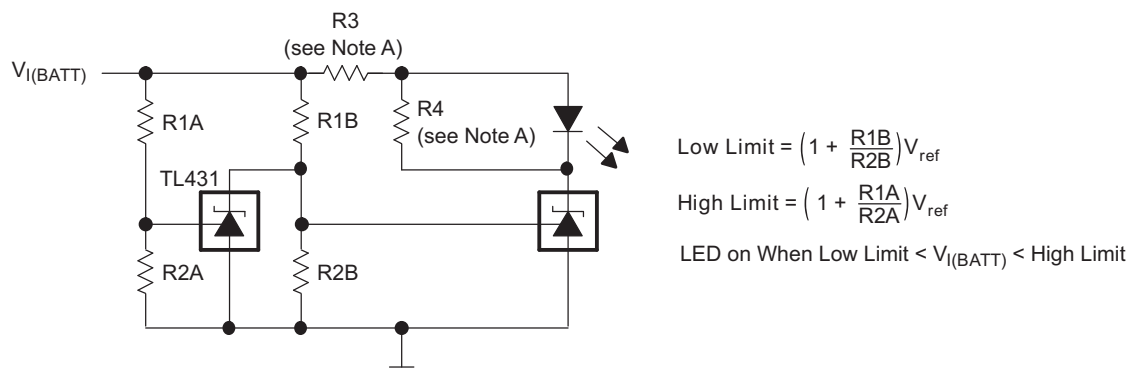 R3
(see Note A)
V_I(BATT)
R1A
R1B
R4
(see Note A)
TL431
R2A
R2B
Low Limit = (1 + R1B/R2B) V_ref
High Limit = (1 + R1A/R2A) V_ref
LED on When Low Limit < V_I(BATT) < High Limit